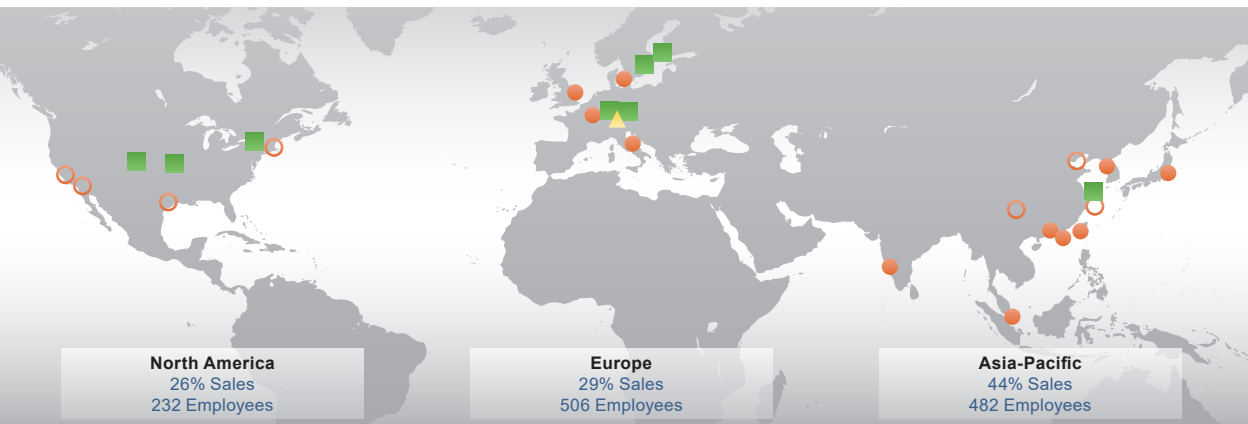 North America
26% Sales
232 Employees
Europe
29% Sales
506 Employees
Asia-Pacific
44% Sales
482 Employees